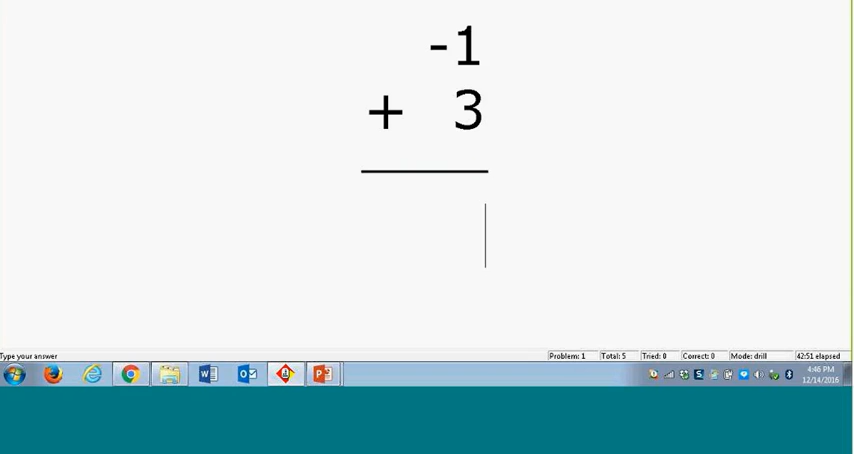 -1
+ 3
Type your answer
Problem: 1 Total: 5 Tried: 0 Correct: 0 Mode: drill 42:51 elapsed
4:46 PM
12/14/2016